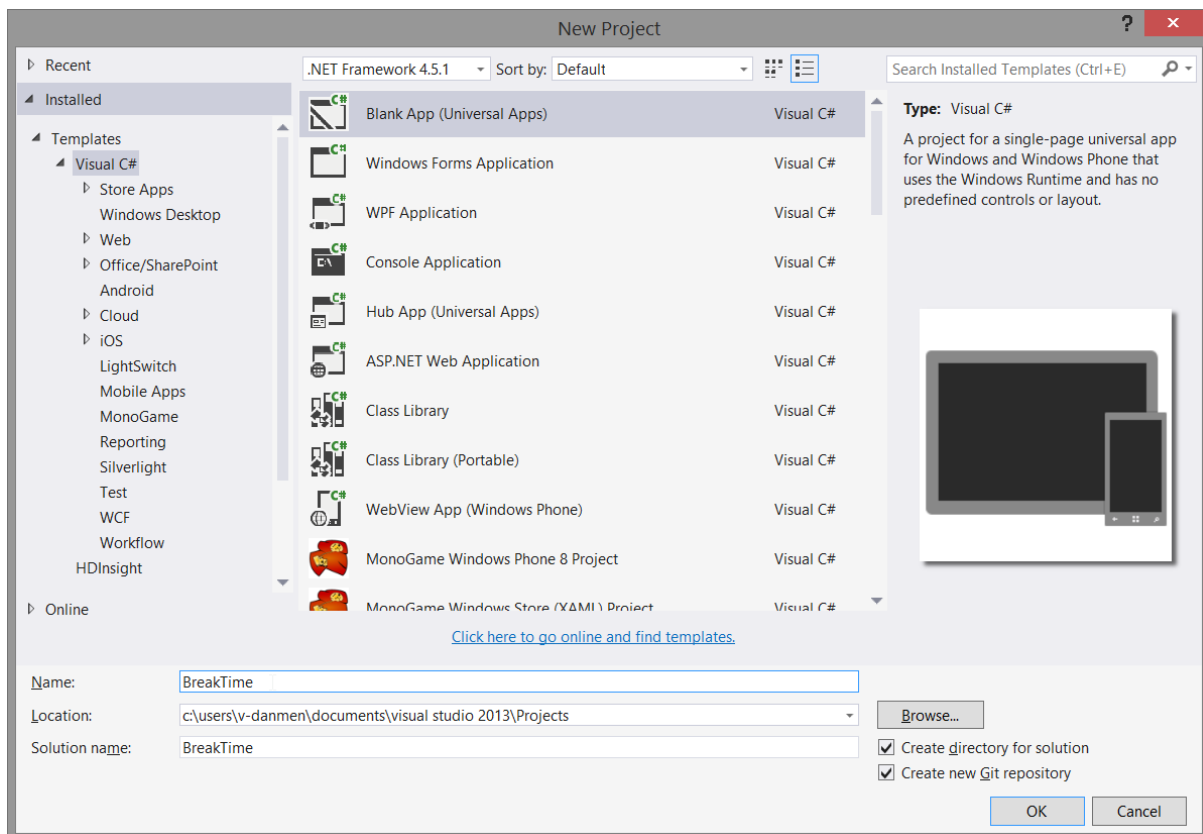 New Project
?
x
Recent
Installed
Templates
Visual C#
Store Apps
Windows Desktop
Web
Office/SharePoint
Android
Cloud
iOS
LightSwitch
Mobile Apps
MonoGame
Reporting
Silverlight
Test
WCF
Workflow
HDInsight
Online
.NET Framework 4.5.1 Sort by: Default
C# Blank App (Universal Apps) Visual C#
C# Windows Forms Application Visual C#
C# WPF Application Visual C#
C# Console Application Visual C#
C# Hub App (Universal Apps) Visual C#
C# ASP.NET Web Application Visual C#
C# Class Library Visual C#
C# Class Library (Portable) Visual C#
C# WebView App (Windows Phone) Visual C#
MonoGame Windows Phone 8 Project Visual C#
MonoGame Windows Store (XAML) Project Visual C#
Click here to go online and find templates.
Search Installed Templates (Ctrl+E)
Type: Visual C#
A project for a single-page universal app
for Windows and Windows Phone that
uses the Windows Runtime and has no
predefined controls or layout.
Name: BreakTime
Location: c:\users\v-danmen\documents\visual studio 2013\Projects Browse...
Solution name: BreakTime
Create directory for solution
Create new Git repository
OK Cancel